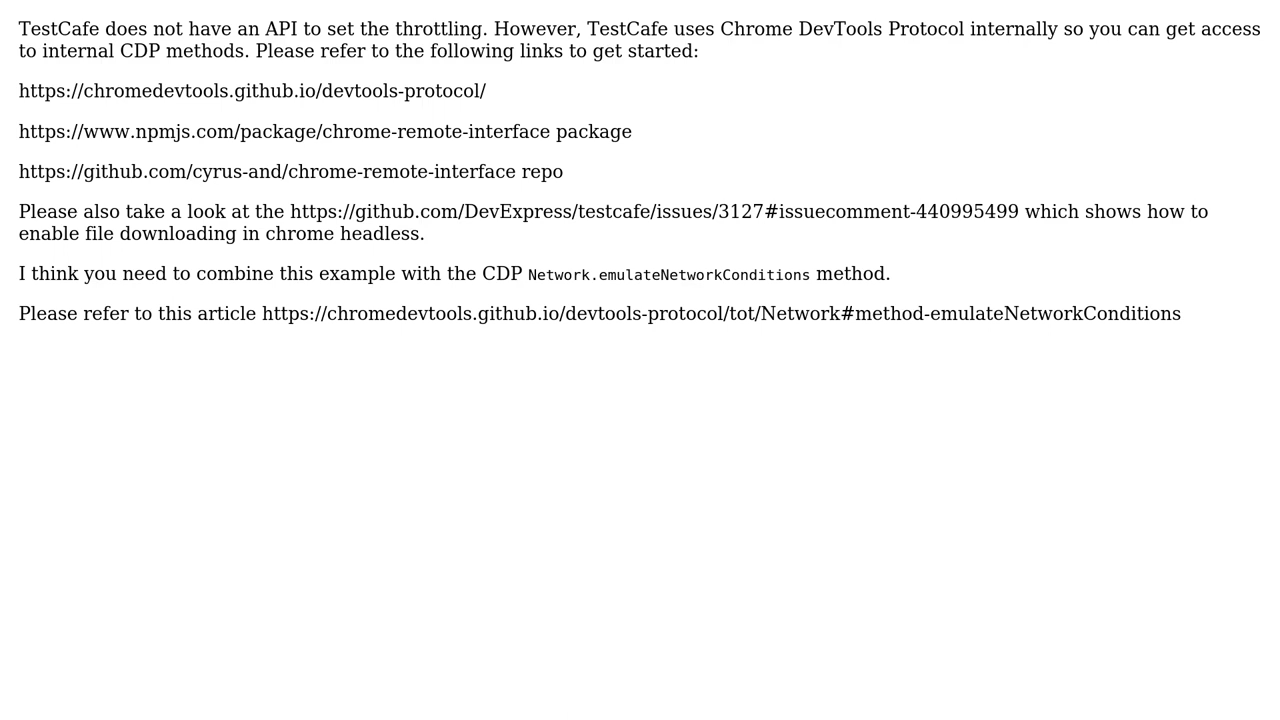 TestCafe does not have an API to set the throttling. However, TestCafe uses Chrome DevTools Protocol internally so you can get access
to internal CDP methods. Please refer to the following links to get started:
https://chromedevtools.github.io/devtools-protocol/
https://www.npmjs.com/package/chrome-remote-interface package
https://github.com/cyrus-and/chrome-remote-interface repo
Please also take a look at the https://github.com/DevExpress/testcafe/issues/3127#issuecomment-440995499 which shows how to
enable file downloading in chrome headless.
I think you need to combine this example with the CDP Network.emulateNetworkConditions method.
Please refer to this article https://chromedevtools.github.io/devtools-protocol/tot/Network#method-emulateNetworkConditions